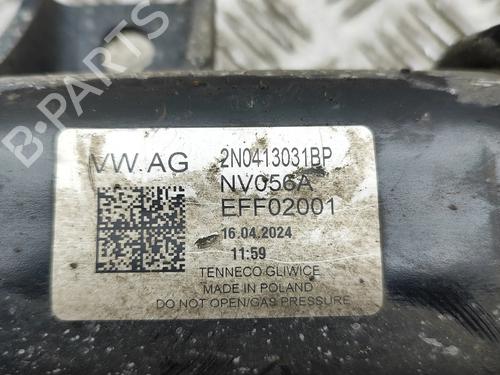 B-PARTS
VW.AG 2N0413031BP
NV056A
EFF02001
16.04.2024
11:59
TENNECO GLIWICE
MADE IN POLAND
DO NOT OPEN/GAS PRESSURE